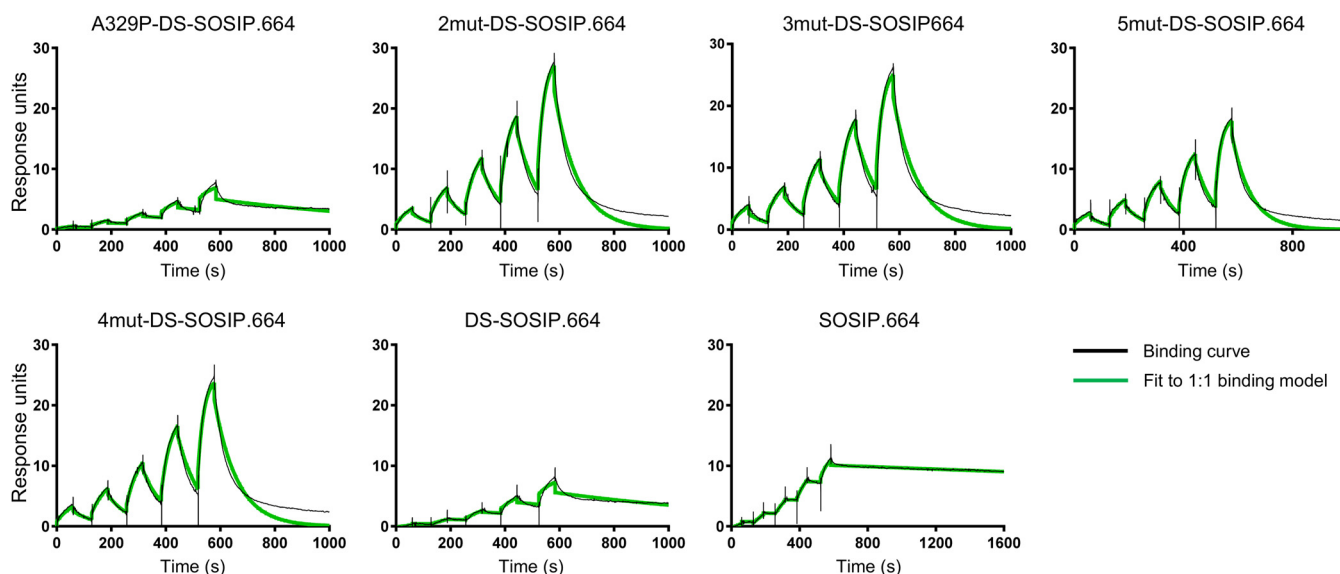 A329P-DS-SOSIP.664
2mut-DS-SOSIP.664
3mut-DS-SOSIP664
5mut-DS-SOSIP.664
Response units
30
20
10
0
0 200 400 600 800 1000
Time (s)
30
20
10
0
0 200 400 600 800 1000
Time (s)
30
20
10
0
0 200 400 600 800 1000
Time (s)
30
20
10
0
0 400 800
Time (s)
4mut-DS-SOSIP.664
DS-SOSIP.664
SOSIP.664
Response units
30
20
10
0
0 200 400 600 800 1000
Time (s)
30
20
10
0
0 200 400 600 800 1000
Time (s)
30
20
10
0
0 400 800 1200 1600
Time (s)
Binding curve
Fit to 1:1 binding model